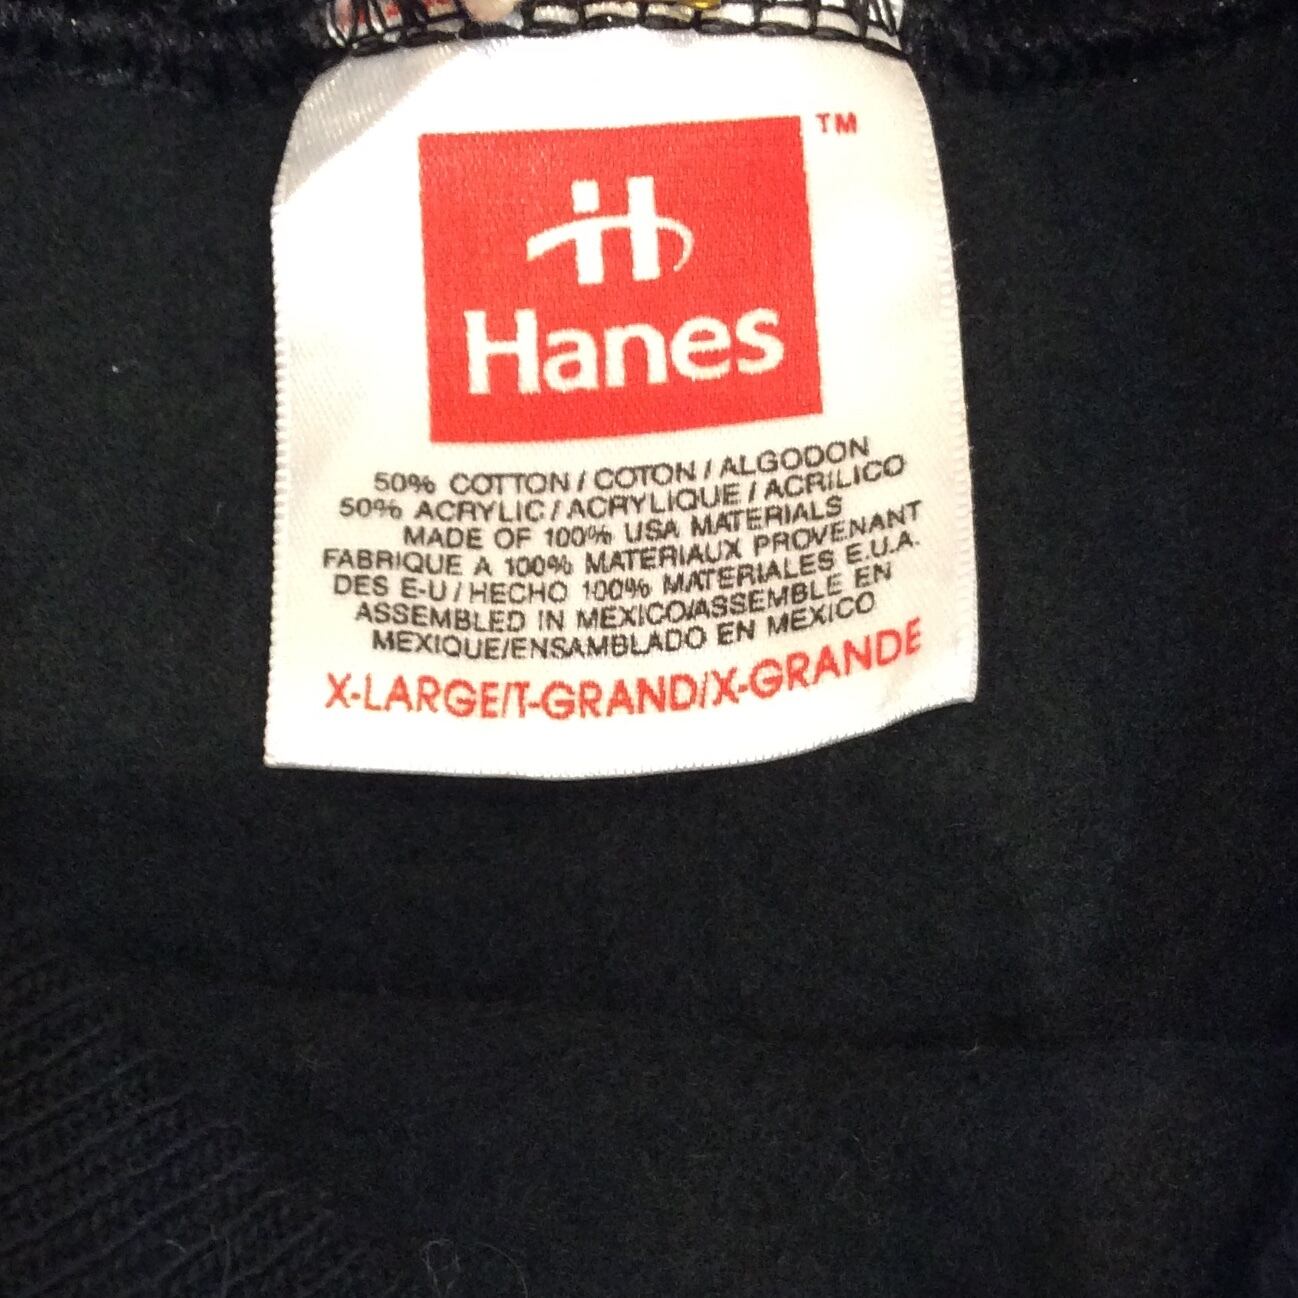 TM
H
Hanes
50% COTTON / COTON / ALGODON
50% ACRYLIC / ACRYLIQUE / ACRILICO
MADE OF 100% USA MATERIALS
FABRIQUE A 100% MATERIAUX PROVENANT
DES E-U / HECHO 100% MATERIALES E.U.A.
ASSEMBLED IN MEXICO/ASSEMBLE EN
MEXIQUE/ENSAMBLADO EN MEXICO
X-LARGE/T-GRAND/X-GRANDE